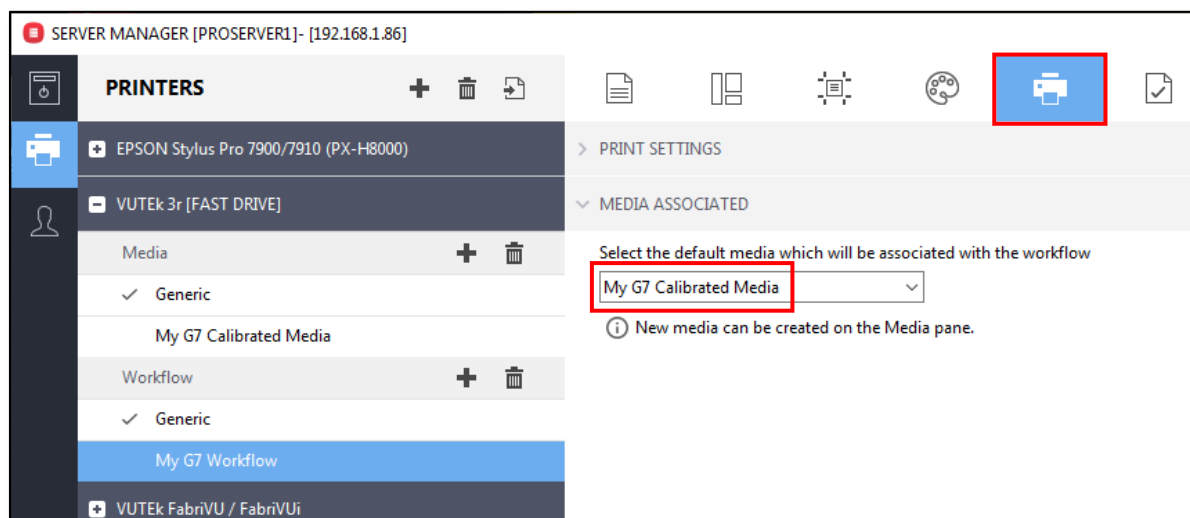 SERVER MANAGER [PROSERVER1]- [192.168.1.86]
PRINTERS
EPSON Stylus Pro 7900/7910 (PX-H8000)
VUTEk 3r [FAST DRIVE]
Media
Generic
My G7 Calibrated Media
Workflow
Generic
My G7 Workflow
VUTEk FabriVU / FabriVUi
PRINT SETTINGS
MEDIA ASSOCIATED
Select the default media which will be associated with the workflow
My G7 Calibrated Media
New media can be created on the Media pane.